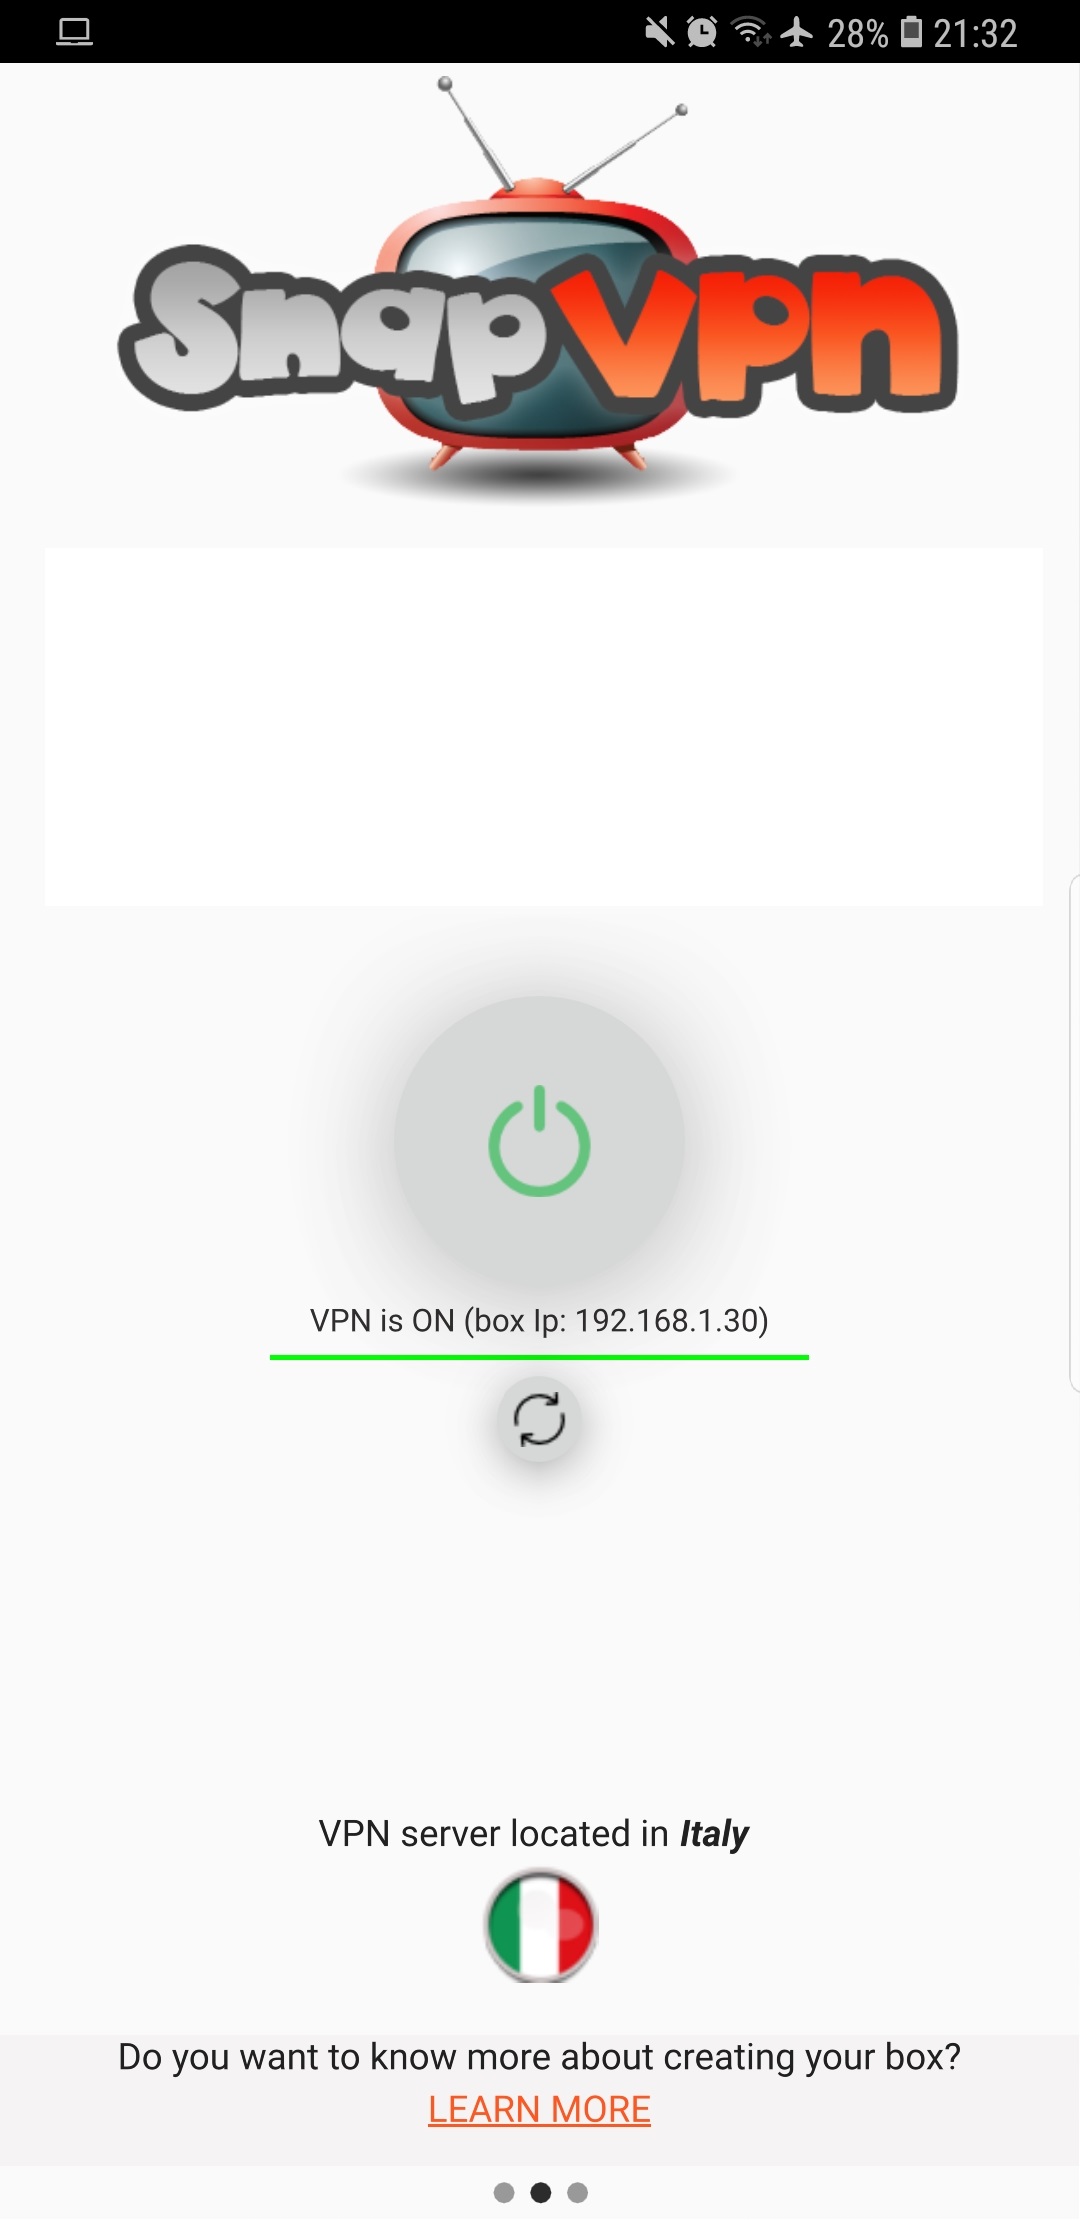 28% 21:32
SnapVpn
VPN is ON (box Ip: 192.168.1.30)
VPN server located in Italy
Do you want to know more about creating your box?
LEARN MORE